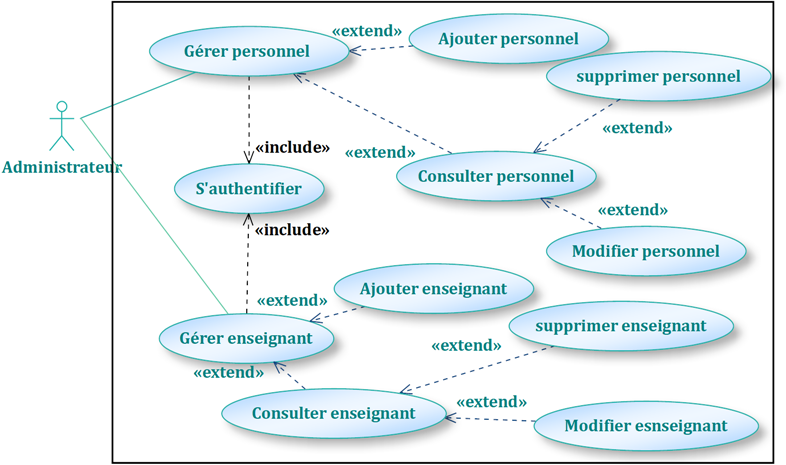 «extend»
Ajouter personnel
Gérer personnel
supprimer personnel
«extend»
«include»
«extend»
Administrateur
Consulter personnel
S'authentifier
«extend»
«include»
Modifier personnel
Ajouter enseignant
«extend»
supprimer enseignant
Gérer enseignant
«extend»
«extend»
«extend»
Consulter enseignant
Modifier esnseignant